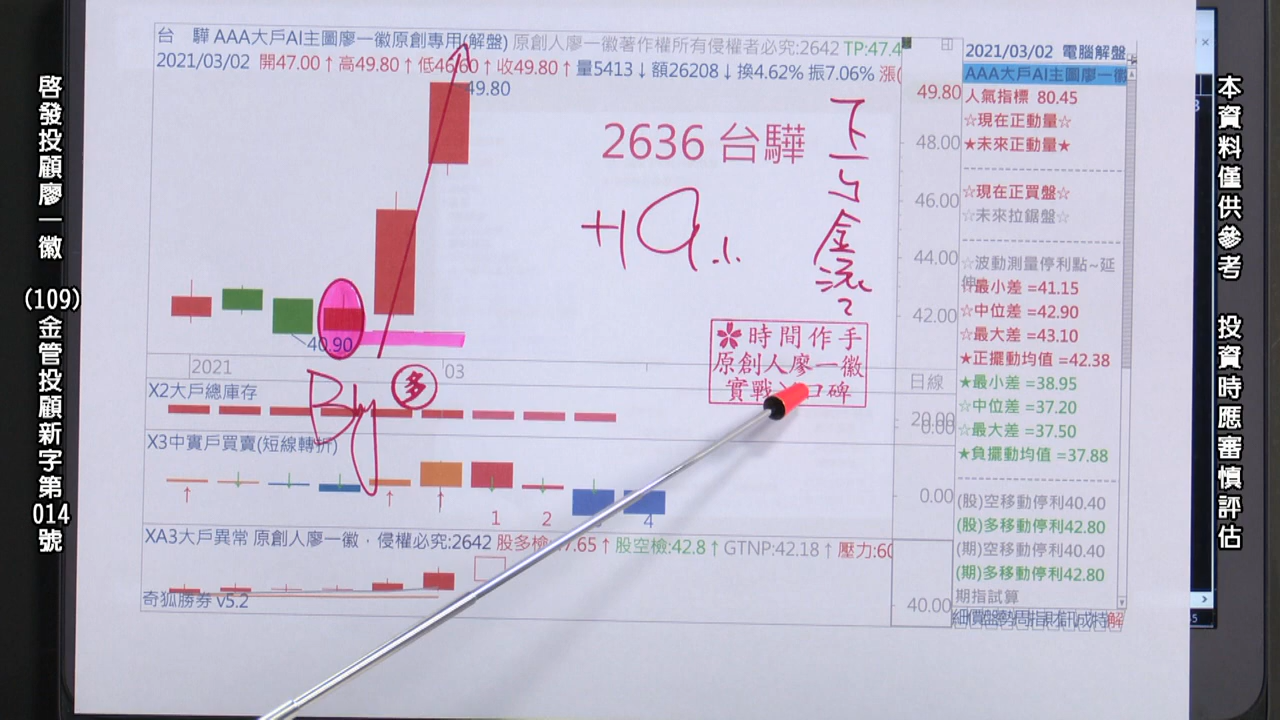 啓發投顧廖一徽
(109)金管投顧新字第014號
本資料僅供參考 投資時應審慎評估
台 驊 AAA大戶AI主圖廖一徽原創專用(解盤) 原創人廖一徽著作權所有侵權者必究:2642 TP:47.4
2021/03/02 開47.00↑高49.80↑低46.60↑收49.80↑量5413↓額26208↓換4.62% 振7.06% 漲(
49.80
2636 台驊
+19.1.
下一
金流
40.90
2021
03
日線
By
多
時間作手
原創人廖一徽
49.80
48.00
46.00
44.00
42.00
X2大戶總庫存
20.00
0.00
X3中實戶買賣(短線轉折)
0.00
1
2
4
XA3大戶異常 原創人廖一徽,侵權必究:2642 股多檢:47.65↑股空檢:42.8↑GTNP:42.18↑壓力:60
40.00
奇狐勝券 v5.2
2021/03/02 電腦解盤
AAA大戶AI主圖廖一徽
人氣指標 80.45
☆現在正動量☆
★未來正動量★
☆現在正買盤☆
☆未來拉鋸盤☆
☆波動測量停利點~延伸
☆最小差 =41.15
☆中位差 =42.90
☆最大差 =43.10
★正擺動均值 =42.38
★最小差 =38.95
☆中位差 =37.20
☆最大差 =37.50
★負擺動均值 =37.88
(股)空移動停利40.40
(股)多移動停利42.80
(期)空移動停利40.40
(期)多移動停利42.80
期指試算